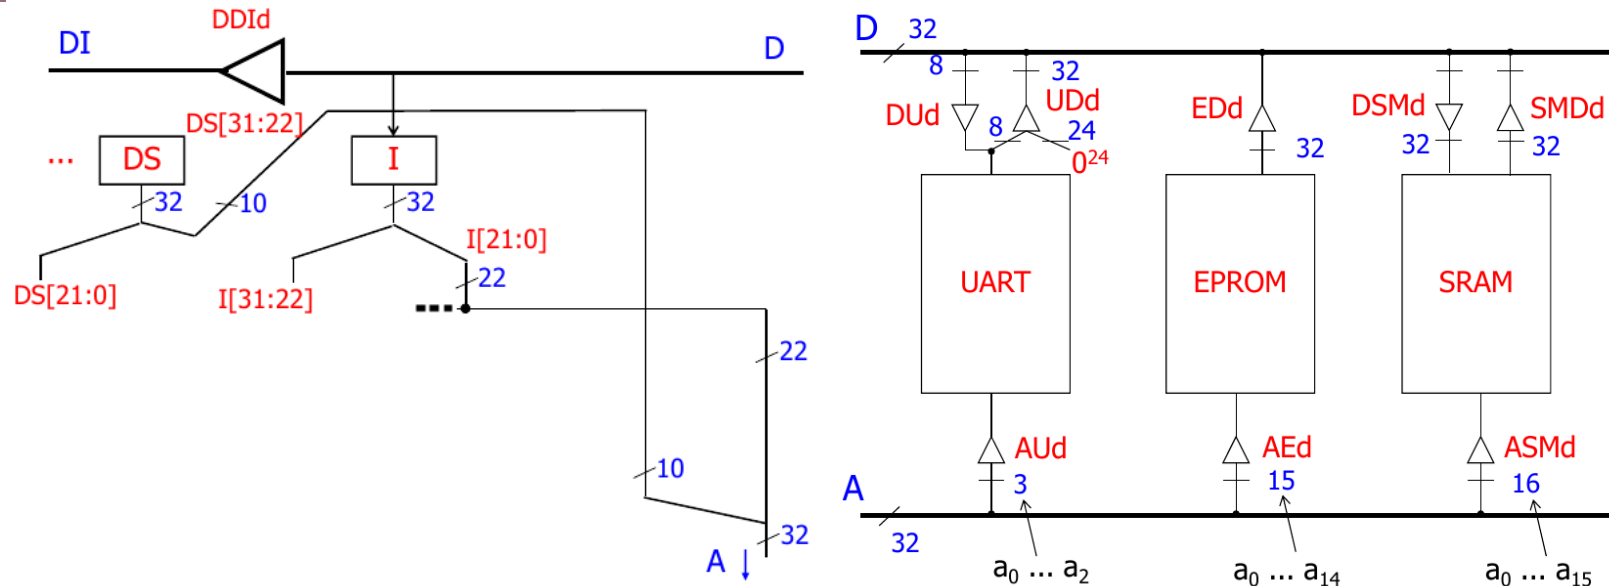 DDId
DI
D
DS[31:22]
...
DS
I
32
10
32
I[21:0]
22
DS[21:0]
I[31:22]
22
10
32
A
D
32
8
32
DUd
UDd
8
24
0²⁴
EDd
32
DSMd
SMDd
32
32
UART
EPROM
SRAM
AUd
AEd
ASMd
3
15
16
A
32
a₀ ... a₂
a₀ ... a₁₄
a₀ ... a₁₅